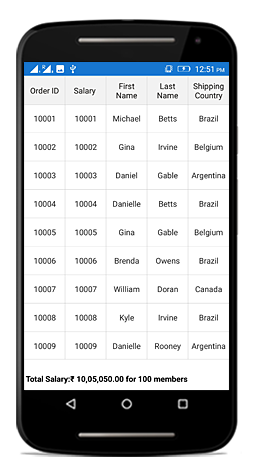 12:51 PM
Order ID Salary First Name Last Name Shipping Country
10001 10001 Michael Betts Brazil
10002 10002 Gina Irvine Belgium
10003 10003 Daniel Gable Argentina
10004 10004 Danielle Betts Brazil
10005 10005 Gina Gable Belgium
10006 10006 Brenda Owens Brazil
10007 10007 William Doran Canada
10008 10008 Kyle Irvine Brazil
10009 10009 Danielle Rooney Argentina
Total Salary:₹ 10,05,050.00 for 100 members